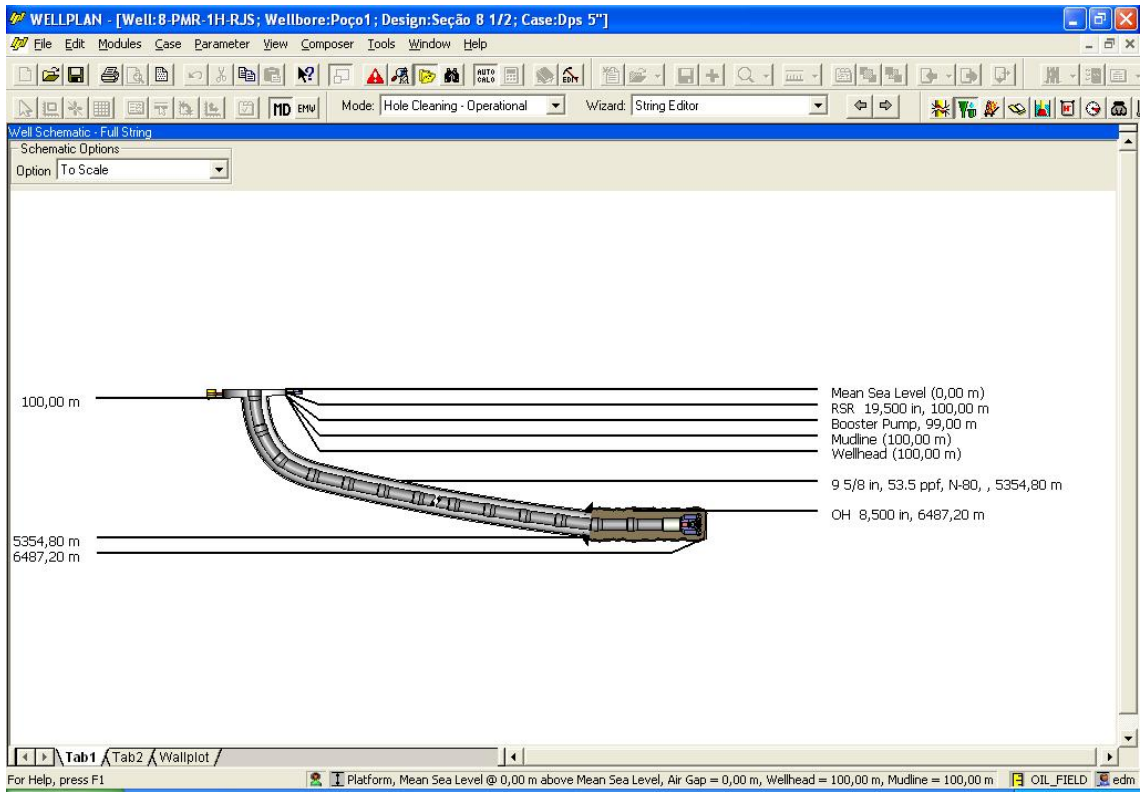 WELLPLAN - [Well:8-PMR-1H-RJS; Wellbore:Poço1; Design:Seção 8 1/2; Case:Dps 5"]
File Edit Modules Case Parameter View Composer Tools Window Help
AUTO CALC
EDIT
MD EMW Mode: Hole Cleaning - Operational Wizard: String Editor
Well Schematic - Full String
Schematic Options
Option To Scale
100,00 m
Mean Sea Level (0,00 m)
RSR 19,500 in, 100,00 m
Booster Pump, 99,00 m
Mudline (100,00 m)
Wellhead (100,00 m)
9 5/8 in, 53.5 ppf, N-80, , 5354,80 m
OH 8,500 in, 6487,20 m
5354,80 m
6487,20 m
Tab1 Tab2 Wallplot
For Help, press F1 Platform, Mean Sea Level @ 0,00 m above Mean Sea Level, Air Gap = 0,00 m, Wellhead = 100,00 m, Mudline = 100,00 m OIL_FIELD edm